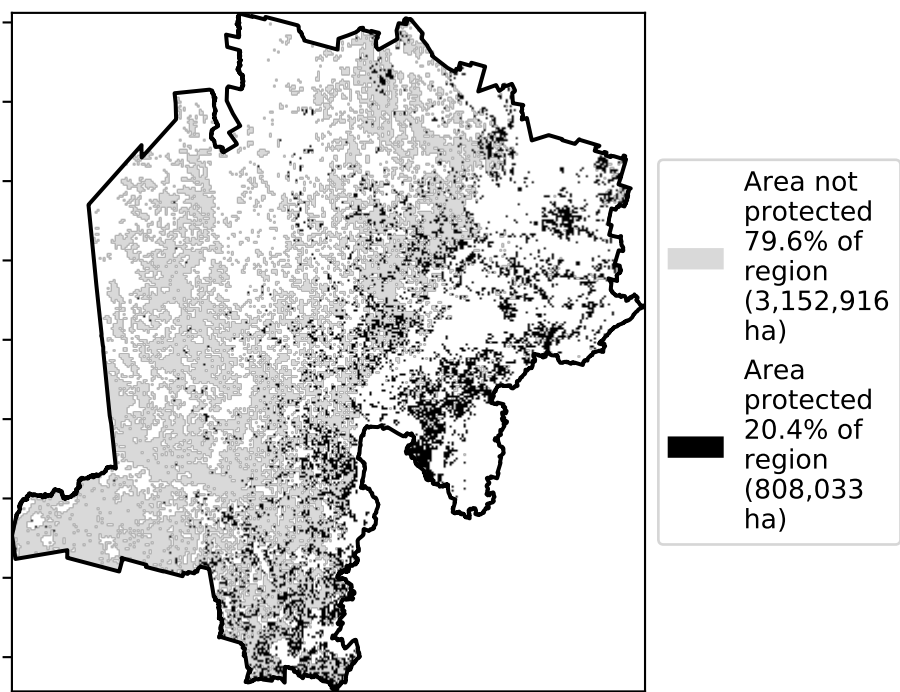 Area not
protected
79.6% of
region
(3,152,916
ha)
Area
protected
20.4% of
region
(808,033
ha)